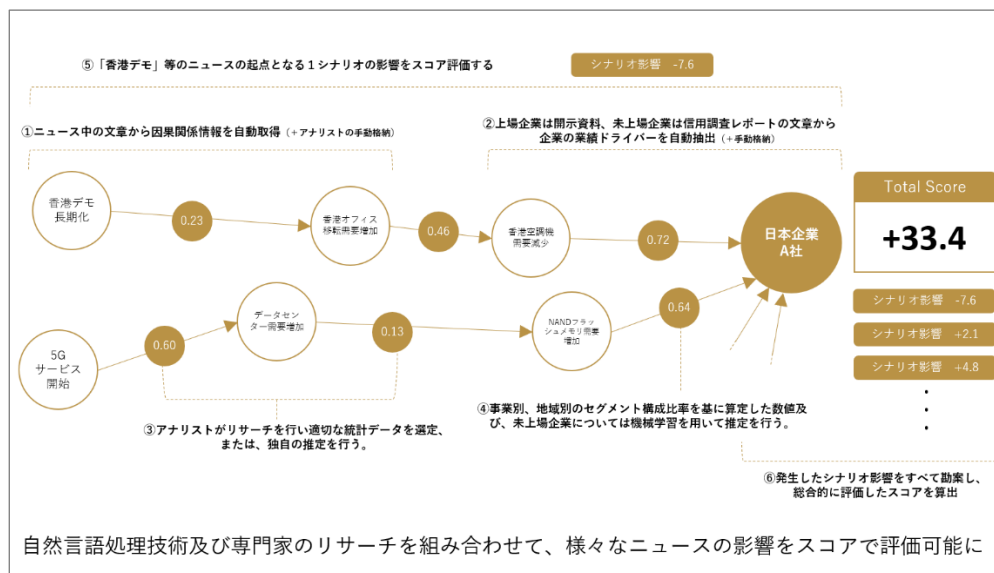 ⑤「香港デモ」等のニュースの起点となる１シナリオの影響をスコア評価する
シナリオ影響 -7.6
①ニュース中の文章から因果関係情報を自動取得（＋アナリストの手動格納）
②上場企業は開示資料、未上場企業は信用調査レポートの文章から
企業の業績ドライバーを自動抽出（＋手動格納）
香港デモ
長期化
0.23
香港オフィス
移転需要増加
0.46
香港空調機
需要減少
0.72
日本企業
A社
Total Score
+33.4
シナリオ影響 -7.6
シナリオ影響 +2.1
シナリオ影響 +4.8
・
・
・
5G
サービス
開始
0.60
データセン
ター需要増加
0.13
NANDフラッ
シュメモリ需要
増加
0.64
③アナリストがリサーチを行い適切な統計データを選定、
または、独自の推定を行う。
④事業別、地域別のセグメント構成比率を基に算定した数値及
び、未上場企業については機械学習を用いて推定を行う。
⑥発生したシナリオ影響をすべて勘案し、
総合的に評価したスコアを算出
自然言語処理技術及び専門家のリサーチを組み合わせて、様々なニュースの影響をスコアで評価可能に